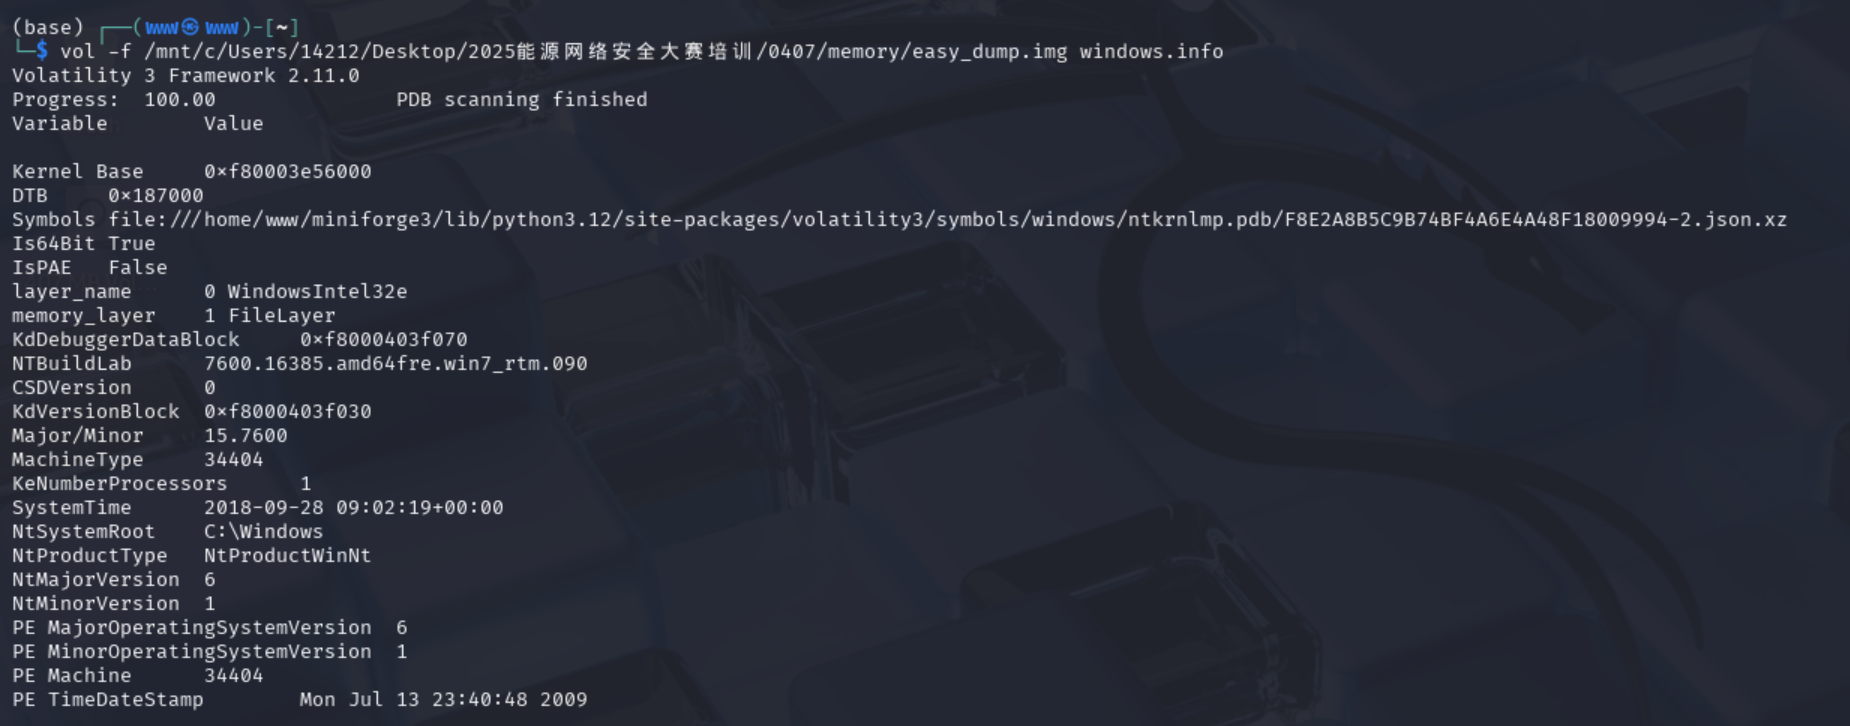 (base) ┌──(www㉿www)-[~]
└─$ vol -f /mnt/c/Users/14212/Desktop/2025能源网络安全大赛培训/0407/memory/easy_dump.img windows.info
Volatility 3 Framework 2.11.0
Progress:  100.00               PDB scanning finished
Variable        Value
Kernel Base     0xf80003e56000
DTB     0x187000
Symbols file:///home/www/miniforge3/lib/python3.12/site-packages/volatility3/symbols/windows/ntkrnlmp.pdb/F8E2A8B5C9B74BF4A6E4A48F18009994-2.json.xz
Is64Bit True
IsPAE   False
layer_name      0 WindowsIntel32e
memory_layer    1 FileLayer
KdDebuggerDataBlock     0xf8000403f070
NTBuildLab      7600.16385.amd64fre.win7_rtm.090
CSDVersion      0
KdVersionBlock  0xf8000403f030
Major/Minor     15.7600
MachineType     34404
KeNumberProcessors      1
SystemTime      2018-09-28 09:02:19+00:00
NtSystemRoot    C:\Windows
NtProductType   NtProductWinNt
NtMajorVersion  6
NtMinorVersion  1
PE MajorOperatingSystemVersion  6
PE MinorOperatingSystemVersion  1
PE Machine      34404
PE TimeDateStamp        Mon Jul 13 23:40:48 2009